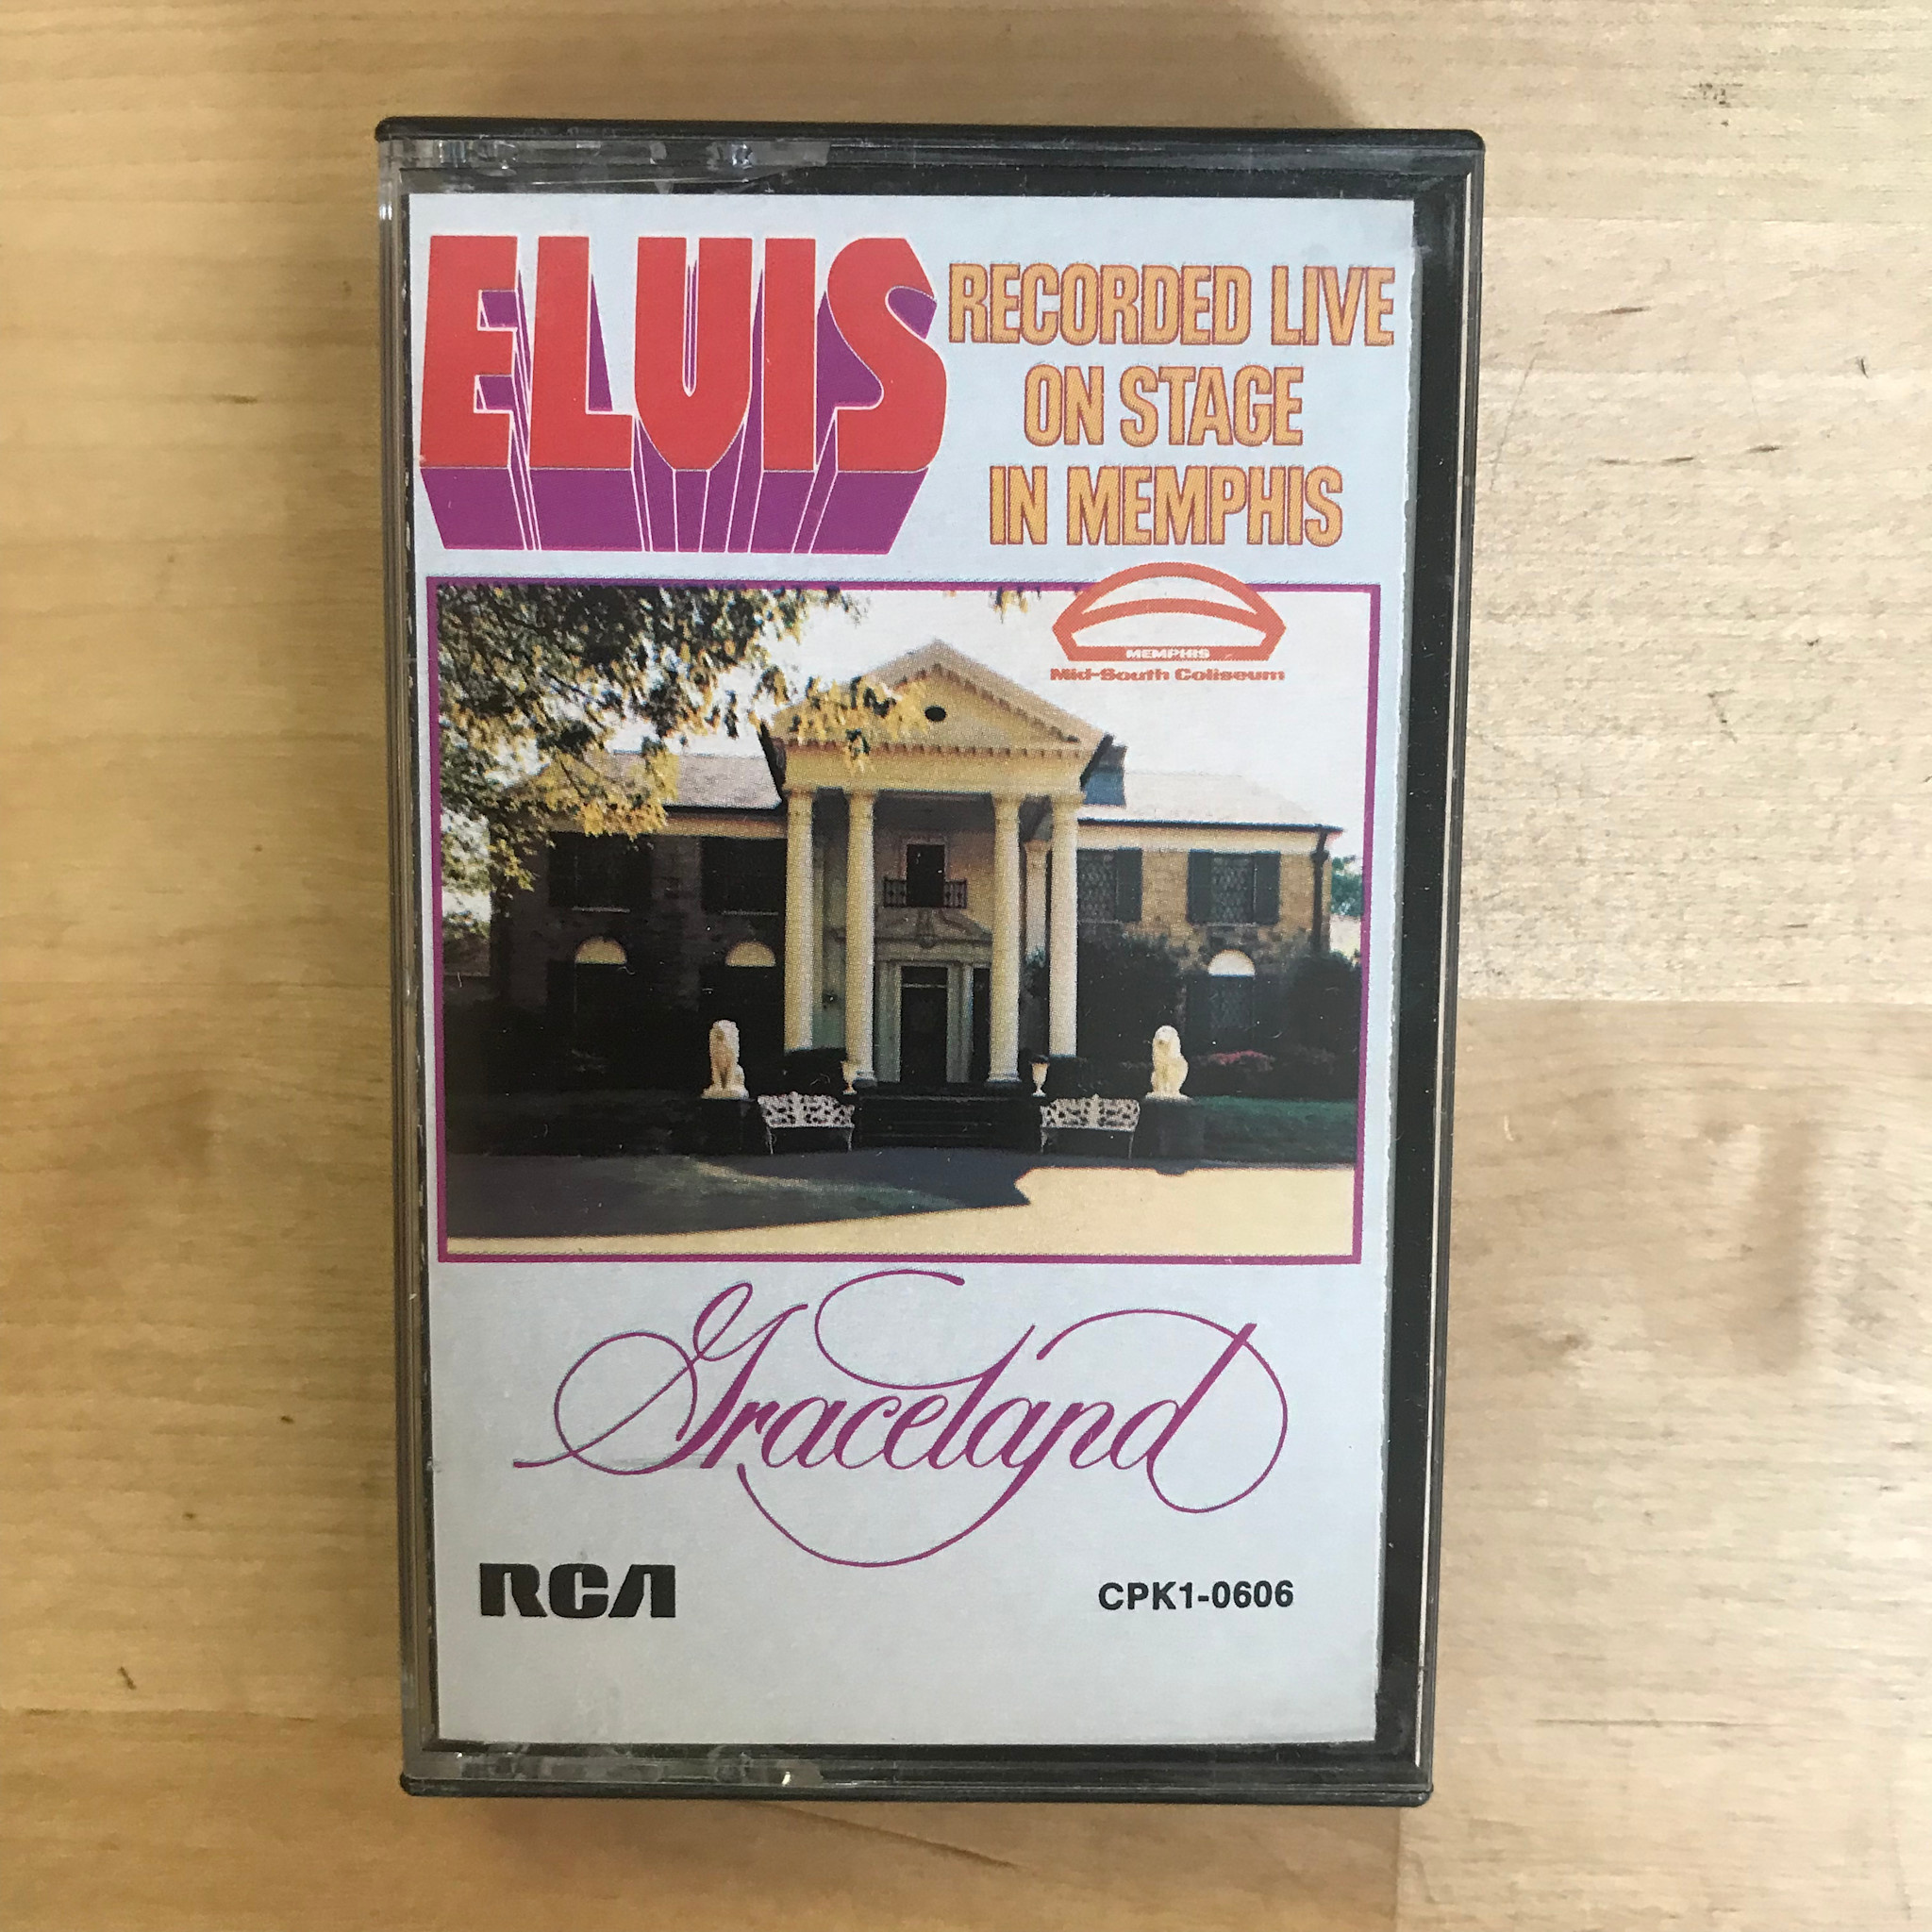 ELVIS
RECORDED LIVE
ON STAGE
IN MEMPHIS
MEMPHIS
Mid-South Coliseum
Graceland
RCA
CPK1-0606